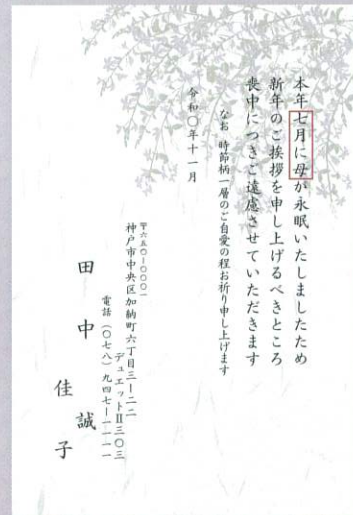 本年七月に母が永眠いたしましたため
新年のご挨拶を申し上げるべきところ
喪中につきご遠慮させていただきます
なお 時節柄一層のご自愛の程お祈り申し上げます
令和〇年十一月
〒六五〇-〇〇〇一
神戸市中央区加納町六丁目三-二二
デュエットⅡ三〇三
電話(〇七八)九四七-一一一一
田中 誠
佳子